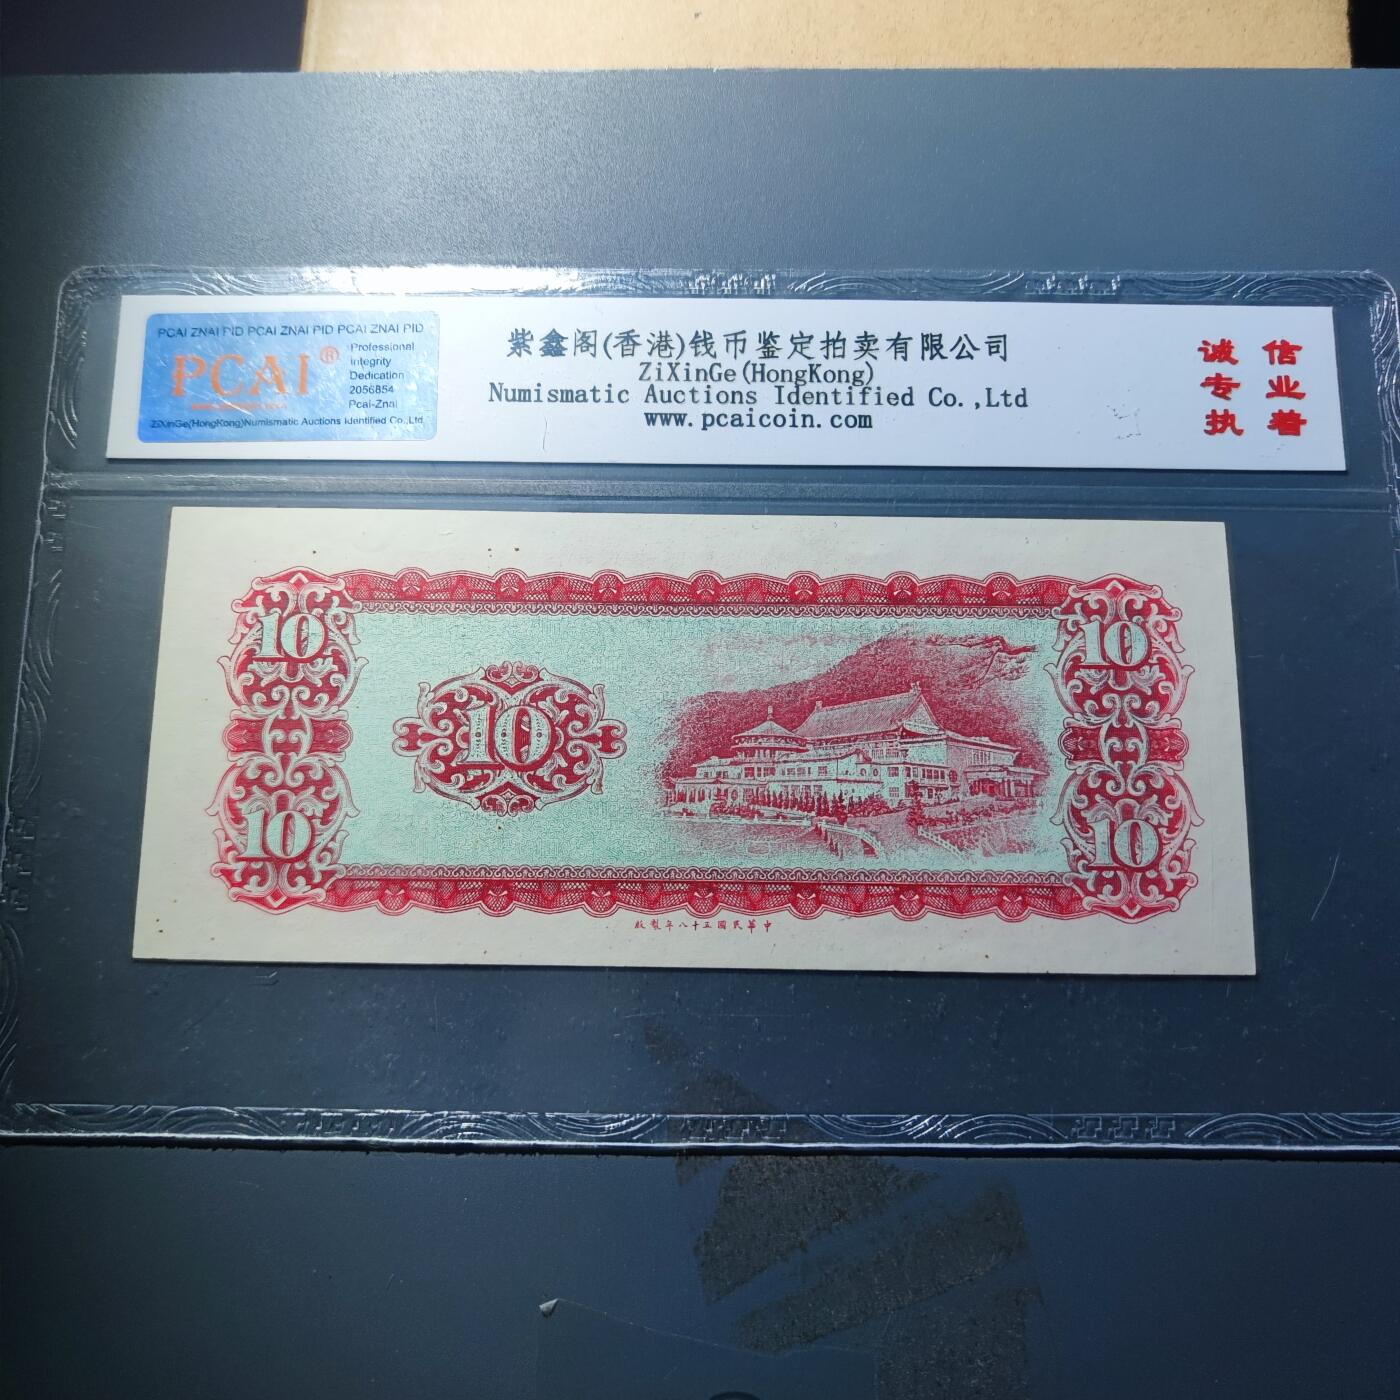 PCAI ZNAI PID PCAI ZNAI PID PCAI ZNAI PID
PCAI®
Professional
Integrity
Dedication
2056854
Pcai-Znai
ZiXinGe(HongKong)Numismatic Auctions Identified Co.,Ltd
紫鑫阁(香港)钱币鉴定拍卖有限公司
ZiXinGe(HongKong)
Numismatic Auctions Identified Co.,Ltd
www.pcaicoin.com
诚信
专业
执着
10
10
10
10
10
版製年八十五國民華中